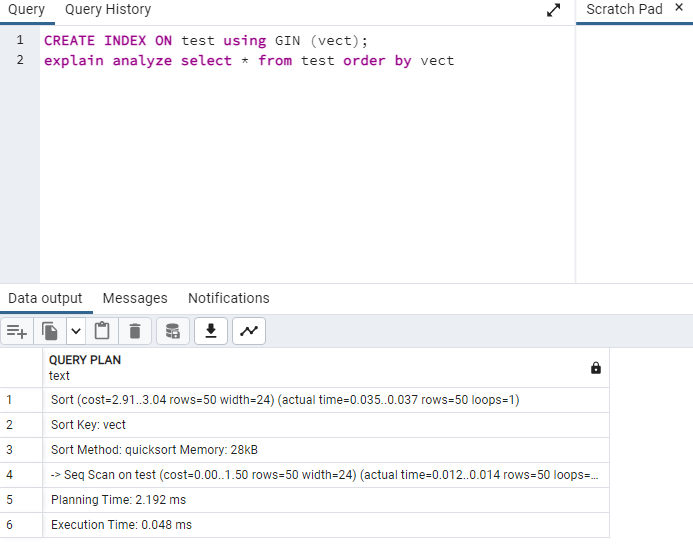 Query Query History Scratch Pad ×
1 CREATE INDEX ON test using GIN (vect);
2 explain analyze select * from test order by vect
Data output Messages Notifications
QUERY PLAN
text
1 Sort (cost=2.91..3.04 rows=50 width=24) (actual time=0.035..0.037 rows=50 loops=1)
2 Sort Key: vect
3 Sort Method: quicksort Memory: 28kB
4 -> Seq Scan on test (cost=0.00..1.50 rows=50 width=24) (actual time=0.012..0.014 rows=50 loops=...
5 Planning Time: 2.192 ms
6 Execution Time: 0.048 ms